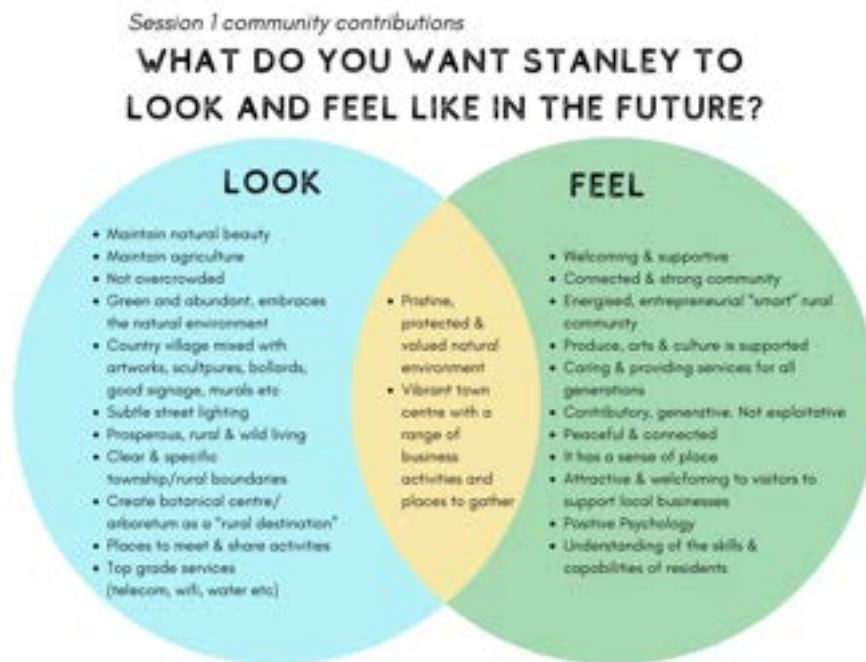 Session 1 community contributions
WHAT DO YOU WANT STANLEY TO
LOOK AND FEEL LIKE IN THE FUTURE?
LOOK
• Maintain natural beauty
• Maintain agriculture
• Not overcrowded
• Green and abundant, embraces
the natural environment
• Country village mixed with
artworks, scultpures, bollards,
good signage, murals etc
• Subtle street lighting
• Prosperous, rural & wild living
• Clear & specific
township/rural boundaries
• Create botanical centre/
arboretum as a "rural destination"
• Places to meet & share activities
• Top grade services
(telecom, wifi, water etc)
• Pristine,
protected &
valued natural
environment
• Vibrant town
centre with a
range of
business
activities and
places to gather
FEEL
• Welcoming & supportive
• Connected & strong community
• Energised, entrepreneurial "smart" rural
community
• Produce, arts & culture is supported
• Caring & providing services for all
generations
• Contributory, generative. Not exploitative
• Peaceful & connected
• It has a sense of place
• Attractive & welcfoming to visitors to
support local businesses
• Positive Psychology
• Understanding of the skills &
capabilities of residents